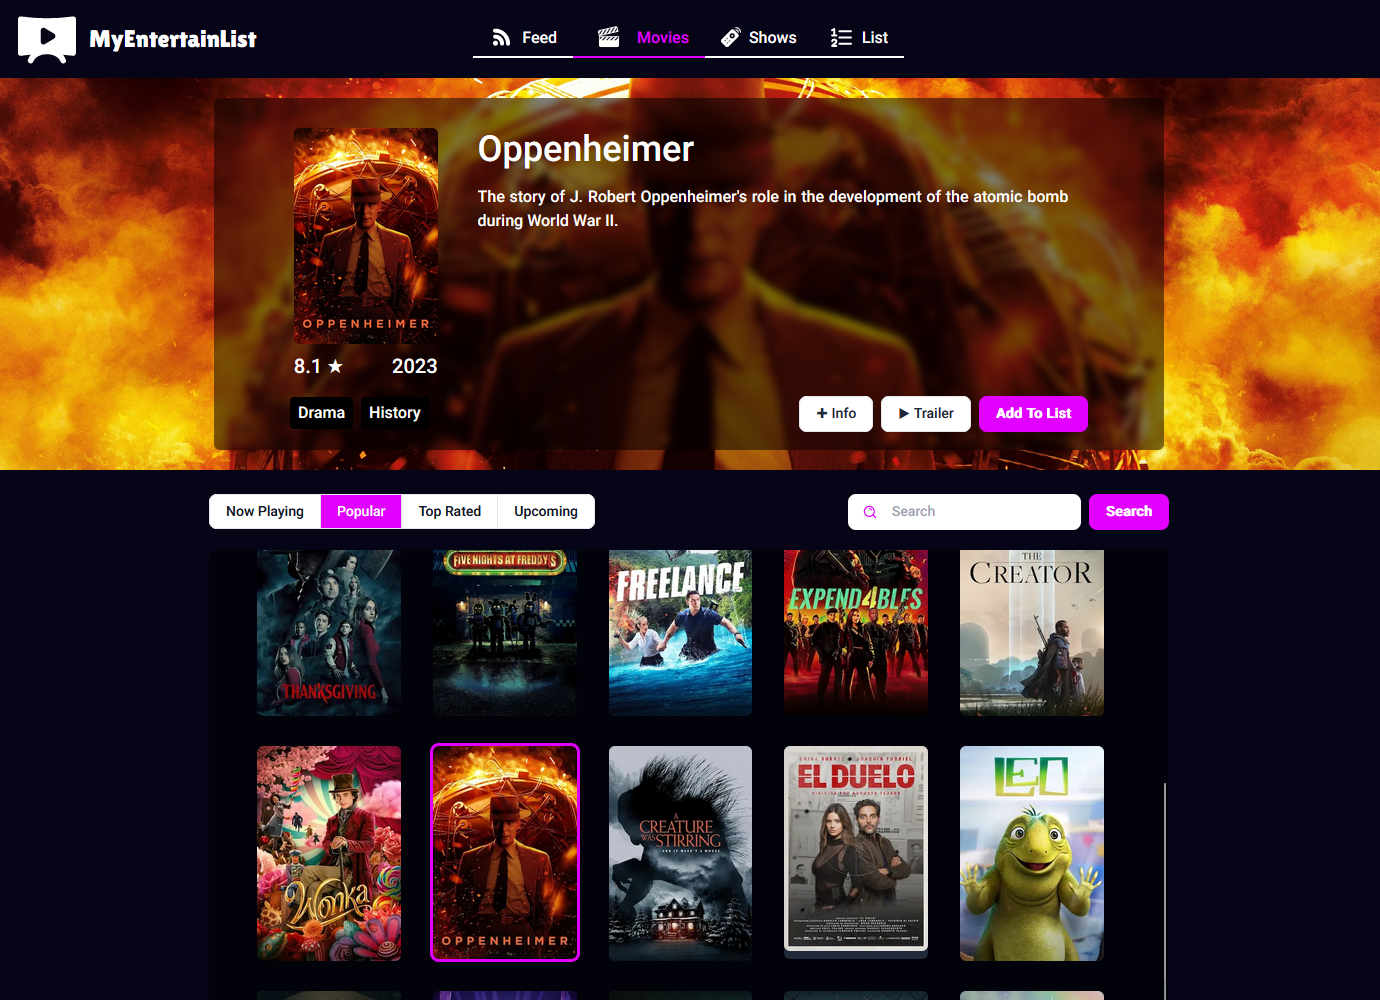 MyEntertainList
Feed
Movies
Shows
List
OPPENHEIMER
8.1 ★ 2023
Drama
History
Oppenheimer
The story of J. Robert Oppenheimer's role in the development of the atomic bomb
during World War II.
+ Info
Trailer
Add To List
Now Playing
Popular
Top Rated
Upcoming
Search
Search
THANKSGIVING
FIVE NIGHTS AT FREDDY'S
FREELANCE
EXPEND4BLES
THE
CREATOR
Wonka
OPPENHEIMER
A
CREATURE
WAS STIRRING
EL DUELO
LEO